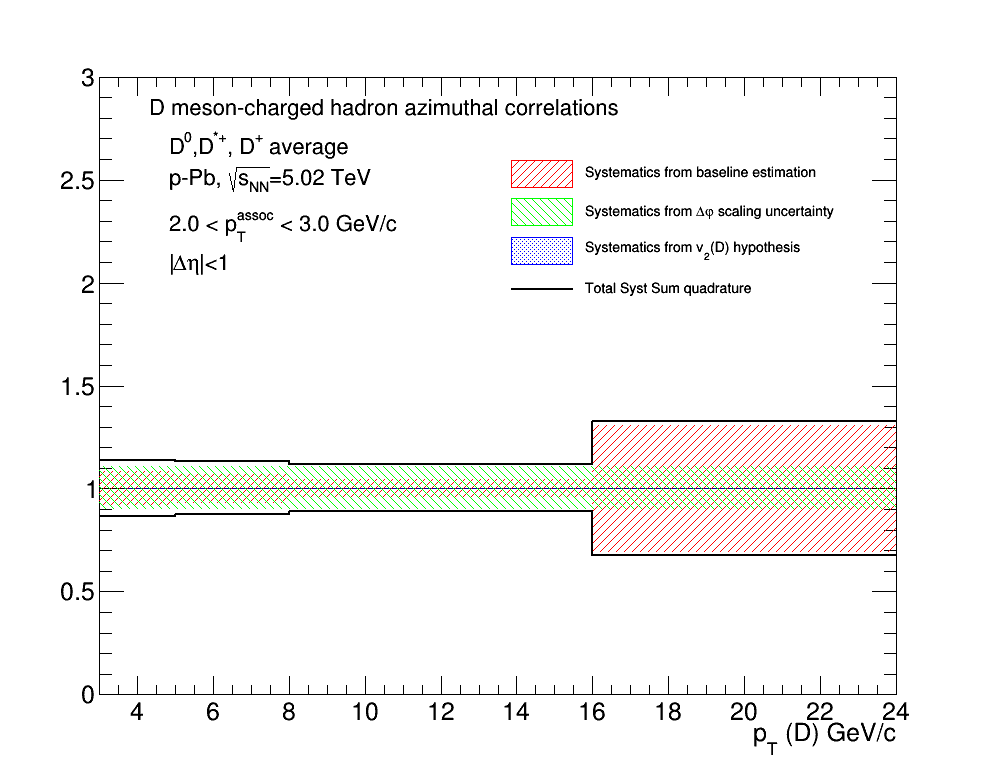 D meson-charged hadron azimuthal correlations
D⁰,D*⁺, D⁺ average
p-Pb, √sNN=5.02 TeV
2.0 < pTassoc < 3.0 GeV/c
|Δη|<1
Systematics from baseline estimation
Systematics from Δφ scaling uncertainty
Systematics from v₂(D) hypothesis
Total Syst Sum quadrature
3
2.5
2
1.5
1
0.5
0
4 6 8 10 12 14 16 18 20 22 24
pT (D) GeV/c